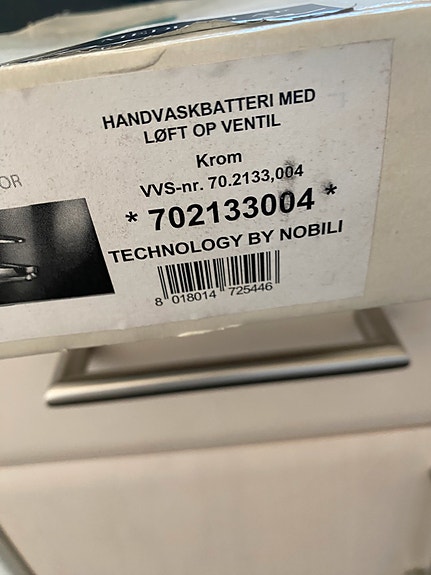 HANDVASKBATTERI MED
LØFT OP VENTIL
Krom
VVS-nr. 70.2133,004
* 702133004 *
TECHNOLOGY BY NOBILI
8 018014 725446